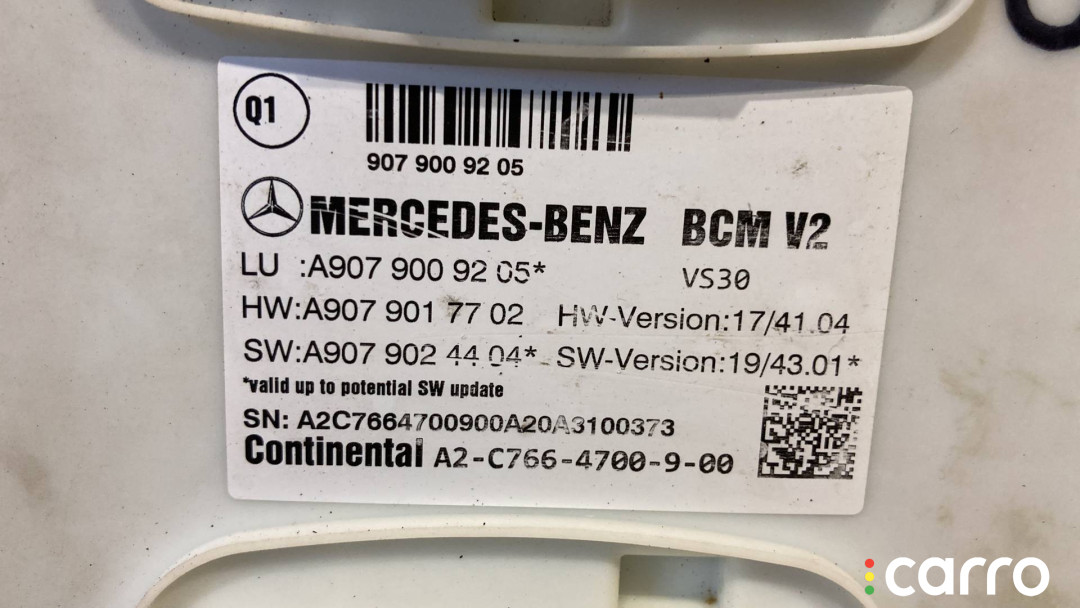 Q1
907 900 92 05
MERCEDES-BENZ BCM V2
LU :A907 900 92 05* VS30
HW:A907 901 77 02 HW-Version:17/41.04
SW:A907 902 44 04* SW-Version:19/43.01*
*valid up to potential SW update
SN: A2C7664700900A20A3100373
Continental A2-C766-4700-9-00
carro